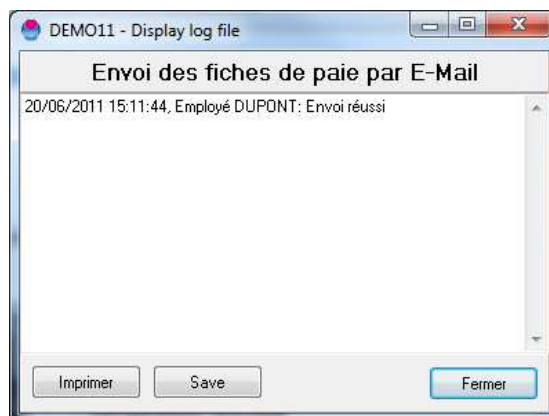 DEMO11 - Display log file
Envoi des fiches de paie par E-Mail
20/06/2011 15:11:44, Employé DUPONT: Envoi réussi
Imprimer Save Fermer